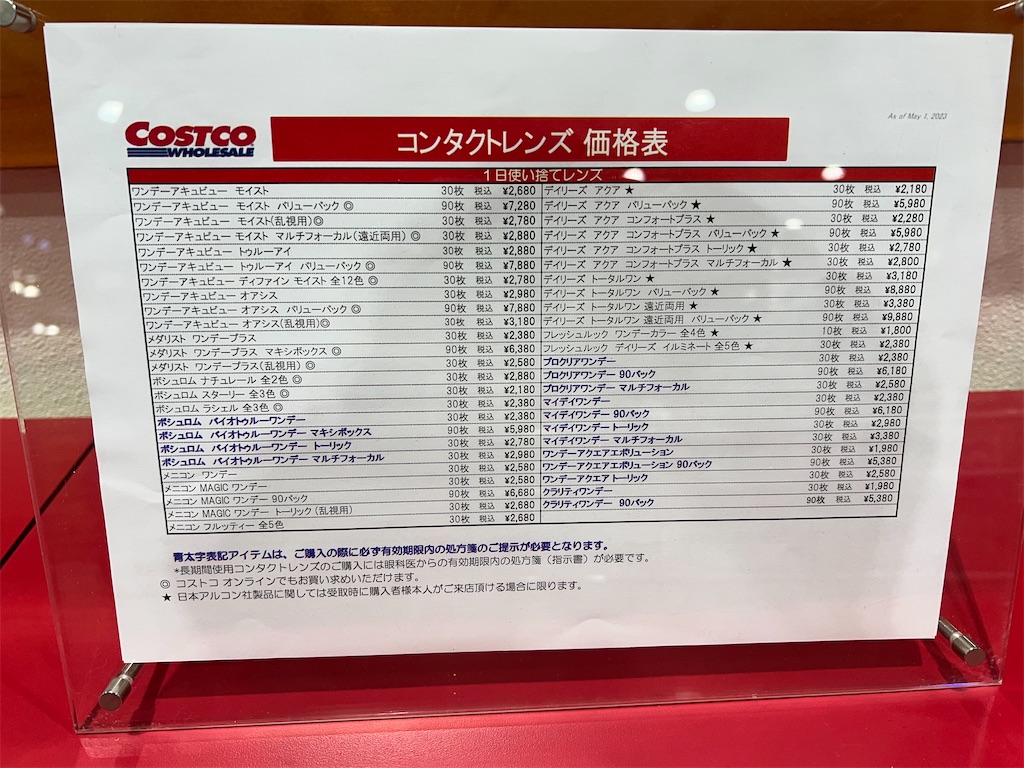 As of May 1, 2023
COSTCO
WHOLESALE
コンタクトレンズ 価格表
1日使い捨てレンズ
ワンデーアキュビュー モイスト 30枚 税込 ¥2,680
ワンデーアキュビュー モイスト バリューパック ◎ 90枚 税込 ¥7,280
ワンデーアキュビュー モイスト(乱視用)◎ 30枚 税込 ¥2,780
ワンデーアキュビュー モイスト マルチフォーカル(遠近両用) ◎ 30枚 税込 ¥2,880
ワンデーアキュビュー トゥルーアイ 30枚 税込 ¥2,880
ワンデーアキュビュー トゥルーアイ バリューパック ◎ 90枚 税込 ¥7,880
ワンデーアキュビュー ディファイン モイスト 全12色 ◎ 30枚 税込 ¥2,780
ワンデーアキュビュー オアシス 30枚 税込 ¥2,980
ワンデーアキュビュー オアシス バリューパック ◎ 90枚 税込 ¥7,880
ワンデーアキュビュー オアシス(乱視用)◎ 30枚 税込 ¥3,180
メダリスト ワンデープラス 30枚 税込 ¥2,380
メダリスト ワンデープラス マキシボックス ◎ 90枚 税込 ¥6,380
メダリスト ワンデープラス(乱視用) ◎ 30枚 税込 ¥2,580
ボシュロム ナチュレール 全2色 ◎ 30枚 税込 ¥2,880
ボシュロム スターリー 全3色 ◎ 30枚 税込 ¥2,180
ボシュロム ラシェル 全3色 ◎ 30枚 税込 ¥2,380
ボシュロム バイオトゥルーワンデー 30枚 税込 ¥2,380
ボシュロム バイオトゥルーワンデー マキシボックス 90枚 税込 ¥5,980
ボシュロム バイオトゥルーワンデー トーリック 30枚 税込 ¥2,780
ボシュロム バイオトゥルーワンデー マルチフォーカル 30枚 税込 ¥2,980
メニコン ワンデー 30枚 税込 ¥2,580
メニコン MAGIC ワンデー 30枚 税込 ¥2,580
メニコン MAGIC ワンデー 90パック 90枚 税込 ¥6,680
メニコン MAGIC ワンデー トーリック (乱視用) 30枚 税込 ¥2,680
メニコン フルッティー 全5色 30枚 税込 ¥2,680
デイリーズ アクア ★ 30枚 税込 ¥2,180
デイリーズ アクア バリューパック ★ 90枚 税込 ¥5,980
デイリーズ アクア コンフォートプラス ★ 30枚 税込 ¥2,280
デイリーズ アクア コンフォートプラス バリューパック ★ 90枚 税込 ¥5,980
デイリーズ アクア コンフォートプラス トーリック ★ 30枚 税込 ¥2,780
デイリーズ アクア コンフォートプラス マルチフォーカル ★ 30枚 税込 ¥2,800
デイリーズ トータルワン ★ 30枚 税込 ¥3,180
デイリーズ トータルワン バリューパック ★ 90枚 税込 ¥8,880
デイリーズ トータルワン 遠近両用 ★ 30枚 税込 ¥3,380
デイリーズ トータルワン 遠近両用 バリューパック ★ 90枚 税込 ¥9,880
フレッシュルック ワンデーカラー 全4色 ★ 10枚 税込 ¥1,800
フレッシュルック デイリーズ イルミネート 全5色 ★ 30枚 税込 ¥2,380
プロクリアワンデー 30枚 税込 ¥2,380
プロクリアワンデー 90パック 90枚 税込 ¥6,180
プロクリアワンデー マルチフォーカル 30枚 税込 ¥2,580
マイデイワンデー 30枚 税込 ¥2,380
マイデイワンデー 90パック 90枚 税込 ¥6,180
マイデイワンデー トーリック 30枚 税込 ¥2,980
マイデイワンデー マルチフォーカル 30枚 税込 ¥3,380
ワンデーアクエアエボリューション 30枚 税込 ¥1,980
ワンデーアクエアエボリューション 90パック 90枚 税込 ¥5,380
ワンデーアクエア トーリック 30枚 税込 ¥2,580
クラリティワンデー 30枚 税込 ¥1,980
クラリティワンデー 90パック 90枚 税込 ¥5,380
青太字表記アイテムは、ご購入の際に必ず有効期限内の処方箋のご提示が必要となります。
*長期間使用コンタクトレンズのご購入には眼科医からの有効期限内の処方箋（指示書）が必要です。
◎ コストコ オンラインでもお買い求めいただけます。
★ 日本アルコン社製品に関しては受取時に購入者様本人がご来店頂ける場合に限ります。